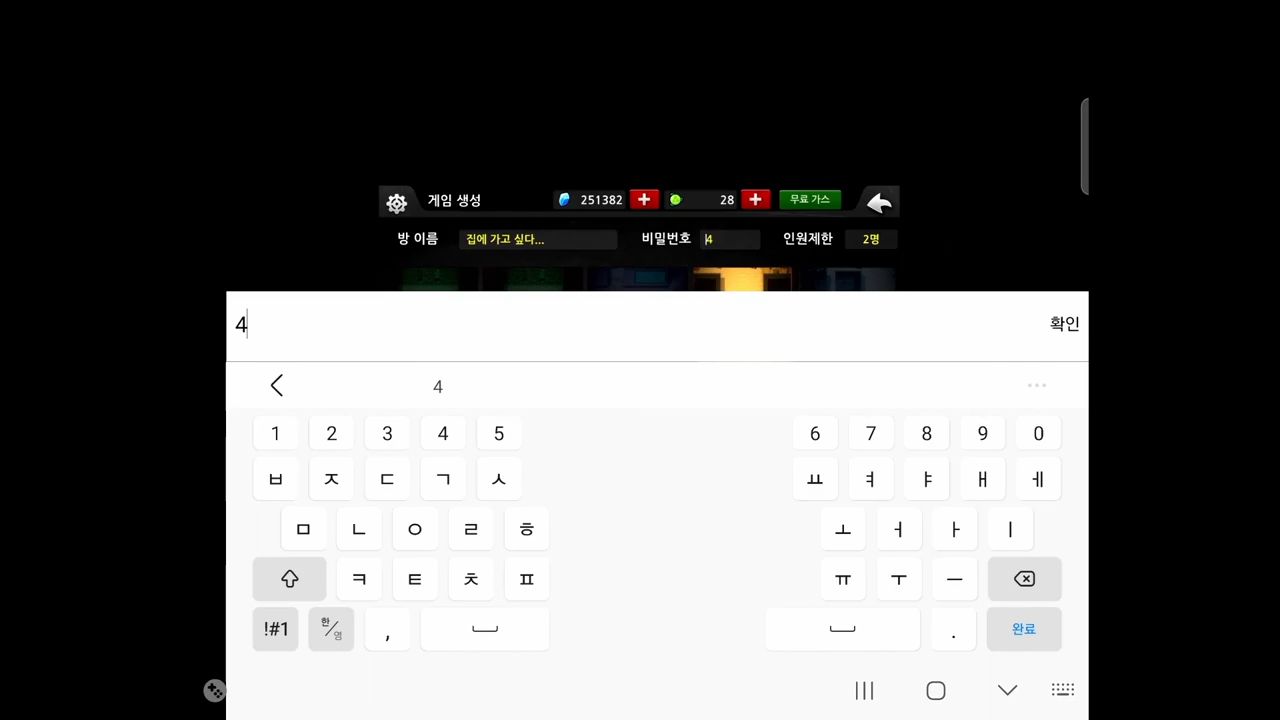 게임 생성 251382 + 28 + 무료 가스
방 이름 집에 가고 싶다... 비밀번호 4 인원제한 2명
4 확인
4 ...
1 2 3 4 5 6 7 8 9 0
ㅂ ㅈ ㄷ ㄱ ㅅ ㅛ ㅕ ㅑ ㅐ ㅔ
ㅁ ㄴ ㅇ ㄹ ㅎ ㅗ ㅓ ㅏ ㅣ
ㅋ ㅌ ㅊ ㅍ ㅠ ㅜ ㅡ
!#1 한/영 , . 완료